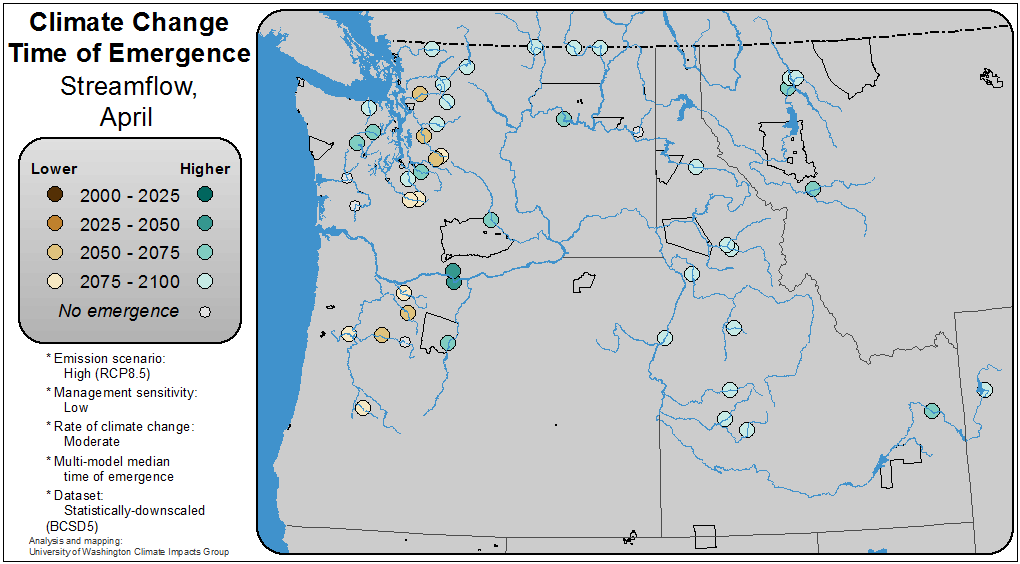 Climate Change
Time of Emergence
Streamflow,
April
Lower Higher
2000 - 2025
2025 - 2050
2050 - 2075
2075 - 2100
No emergence
* Emission scenario:
High (RCP8.5)
* Management sensitivity:
Low
* Rate of climate change:
Moderate
* Multi-model median
time of emergence
* Dataset:
Statistically-downscaled
(BCSD5)
Analysis and mapping:
University of Washington Climate Impacts Group